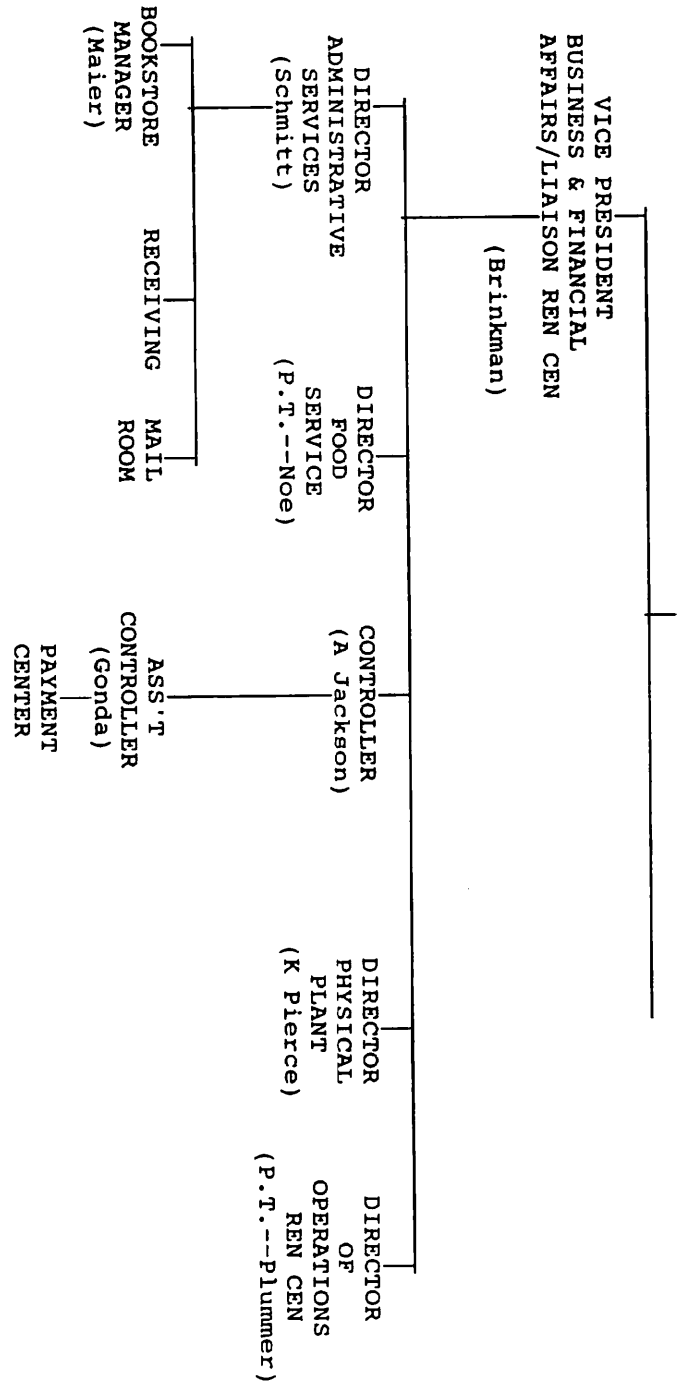 VICE PRESIDENT
BUSINESS & FINANCIAL
AFFAIRS/LIAISON REN CEN
(Brinkman)
DIRECTOR
ADMINISTRATIVE
SERVICES
(Schmitt)
DIRECTOR
FOOD
SERVICE
(P.T.--Noe)
CONTROLLER
(A Jackson)
DIRECTOR
PHYSICAL
PLANT
(K Pierce)
DIRECTOR
OF
OPERATIONS
REN CEN
(P.T.--Plummer)
BOOKSTORE
MANAGER
(Maier)
RECEIVING
MAIL
ROOM
ASS'T
CONTROLLER
(Gonda)
PAYMENT
CENTER